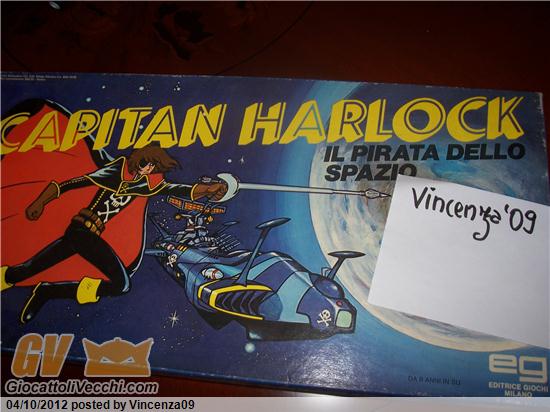 CAPITAN HARLOCK
IL PIRATA DELLO
SPAZIO
Vincenza'09
DA 8 ANNI IN SU
eg
EDITRICE GIOCHI
MILANO
GV
GiocattoliVecchi.com
04/10/2012 posted by Vincenza09